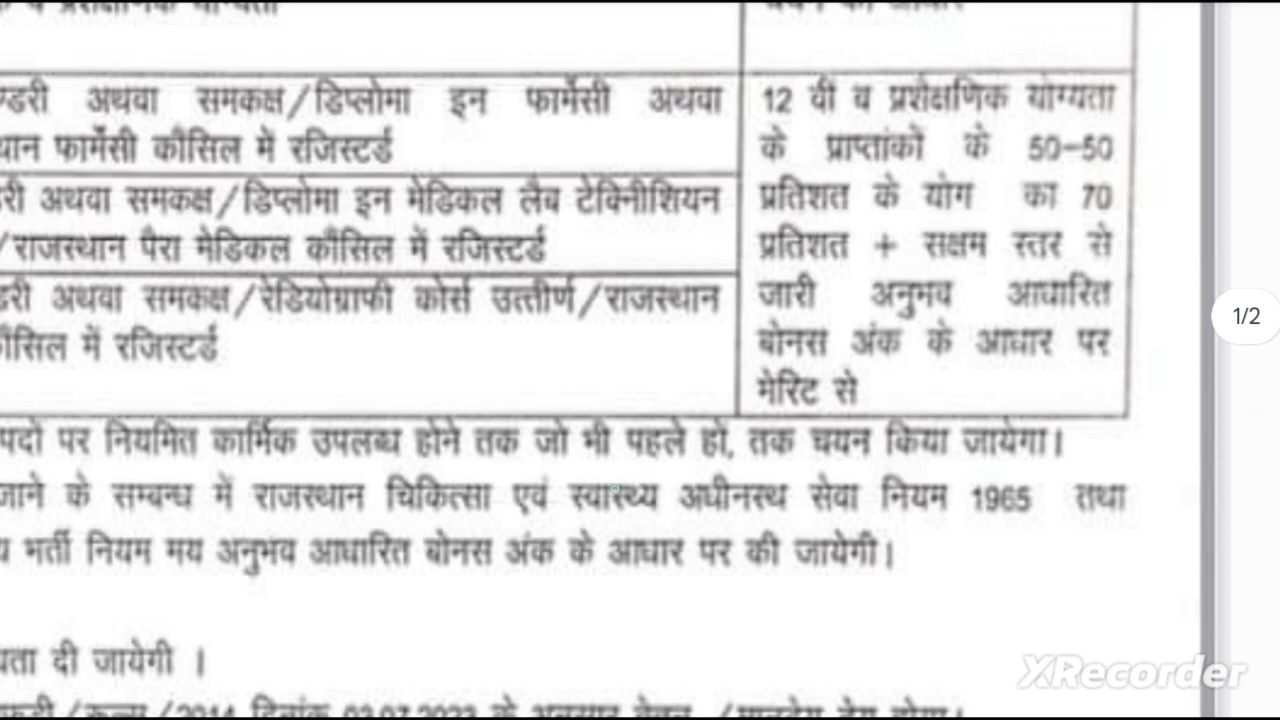 अथवा समकक्ष/डिप्लोमा इन फार्मेसी अथवा
फार्मेसी कौसिल में रजिस्टर्ड
अथवा समकक्ष/डिप्लोमा इन मेडिकल लैब टेक्निीशियन
/राजस्थान पैरा मेडिकल कौसिल में रजिस्टर्ड
अथवा समकक्ष/रेडियोग्राफी कोर्स उत्तीर्ण/राजस्थान
में रजिस्टर्ड
12 वी व प्रशैक्षणिक योग्यता
के प्राप्तांकों के 50-50
प्रतिशत के योग का 70
प्रतिशत + सक्षम स्तर से
जारी अनुभव आधारित
बोनस अंक के आधार पर
मेरिट से
पदो पर नियमित कार्मिक उपलब्ध होने तक जो भी पहले हो, तक चयन किया जायेगा।
जाने के सम्बन्ध में राजस्थान चिकित्सा एवं स्वास्थ्य अधीनस्थ सेवा नियम 1965 तथा
भर्ती नियम मय अनुभव आधारित बोनस अंक के आधार पर की जायेगी।
दी जायेगी ।
1/2
XRecorder